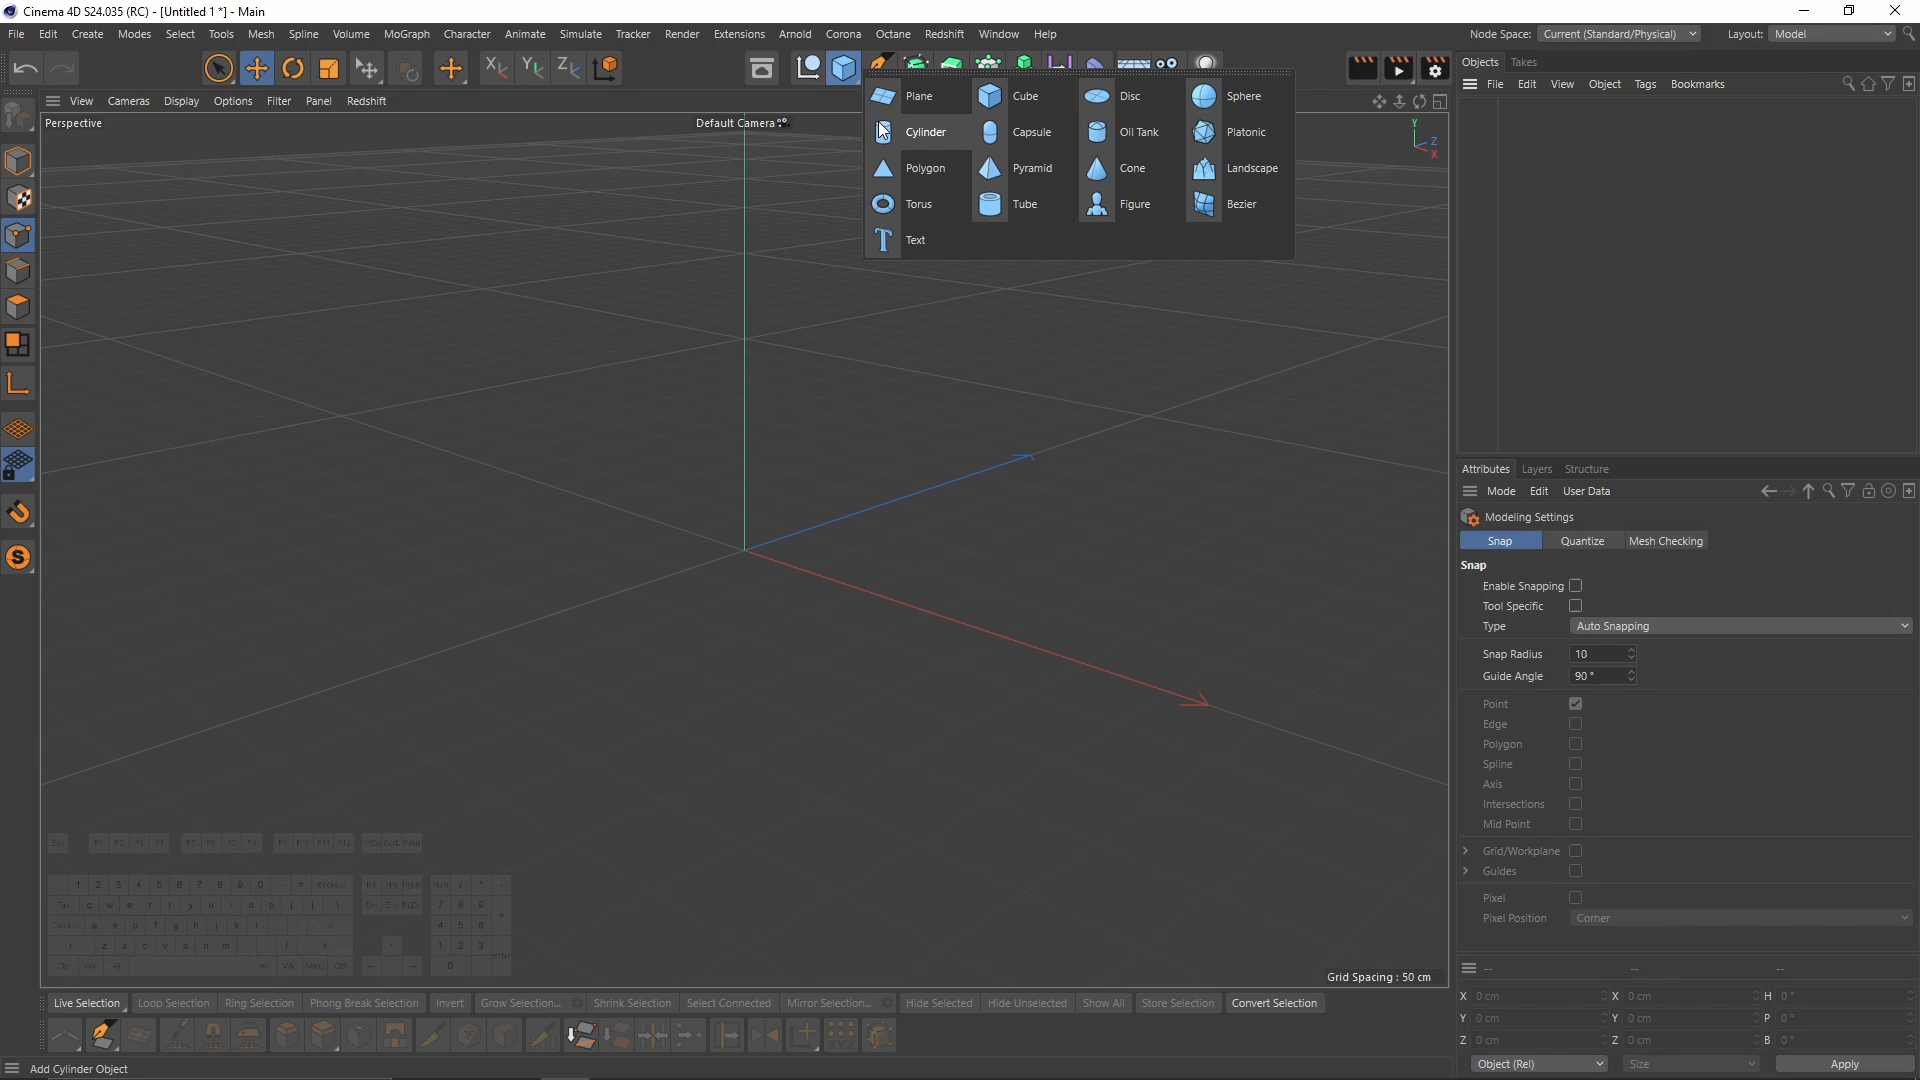 Cinema 4D S24.035 (RC) - [Untitled 1 *] - Main
File Edit Create Modes Select Tools Mesh Spline Volume MoGraph Character Animate Simulate Tracker Render Extensions Arnold Corona Octane Redshift Window Help
Node Space: Current (Standard/Physical) Layout: Model
Objects Takes
File Edit View Object Tags Bookmarks
View Cameras Display Options Filter Panel Redshift
Perspective
Default Camera
Y
Z
X
Plane Cube Disc Sphere
Cylinder Capsule Oil Tank Platonic
Polygon Pyramid Cone Landscape
Torus Tube Figure Bezier
Text
Attributes Layers Structure
Mode Edit User Data
Modeling Settings
Snap Quantize Mesh Checking
Snap
Enable Snapping
Tool Specific
Type Auto Snapping
Snap Radius 10
Guide Angle 90 °
Point
Edge
Polygon
Spline
Axis
Intersections
Mid Point
Grid/Workplane
Guides
Pixel
Pixel Position Corner
Grid Spacing : 50 cm
Live Selection Loop Selection Ring Selection Phong Break Selection Invert Grow Selection... Shrink Selection Select Connected Mirror Selection... Hide Selected Hide Unselected Show All Store Selection Convert Selection
-- -- --
X 0 cm X 0 cm H 0 °
Y 0 cm Y 0 cm P 0 °
Z 0 cm Z 0 cm B 0 °
Object (Rel) Size Apply
Add Cylinder Object